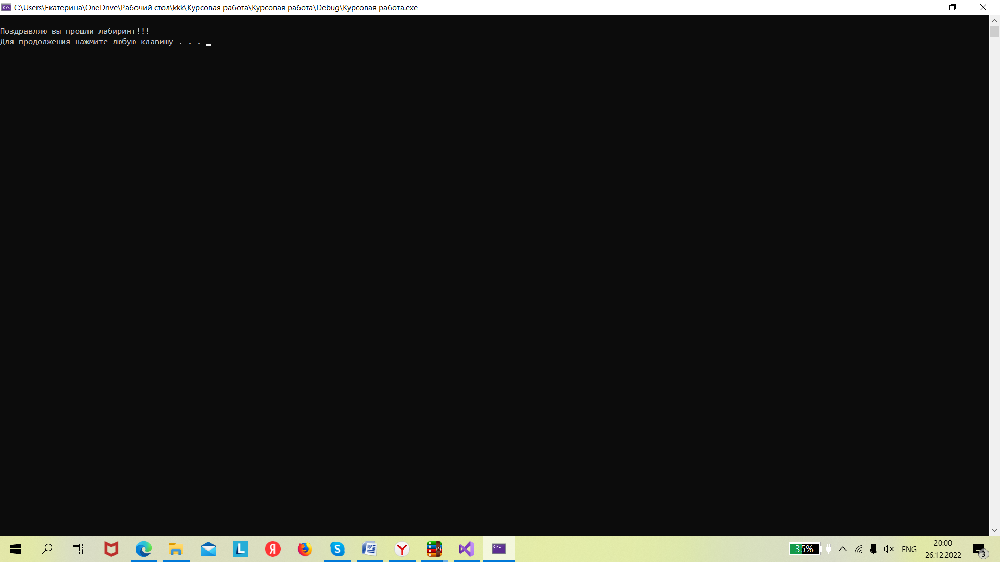 C:\Users\Екатерина\OneDrive\Рабочий стол\kkk\Курсовая работа\Курсовая работа\Debug\Курсовая работа.exe
Поздравляю вы прошли лабиринт!!!
Для продолжения нажмите любую клавишу . . .
35%
ENG
20:00
26.12.2022
3